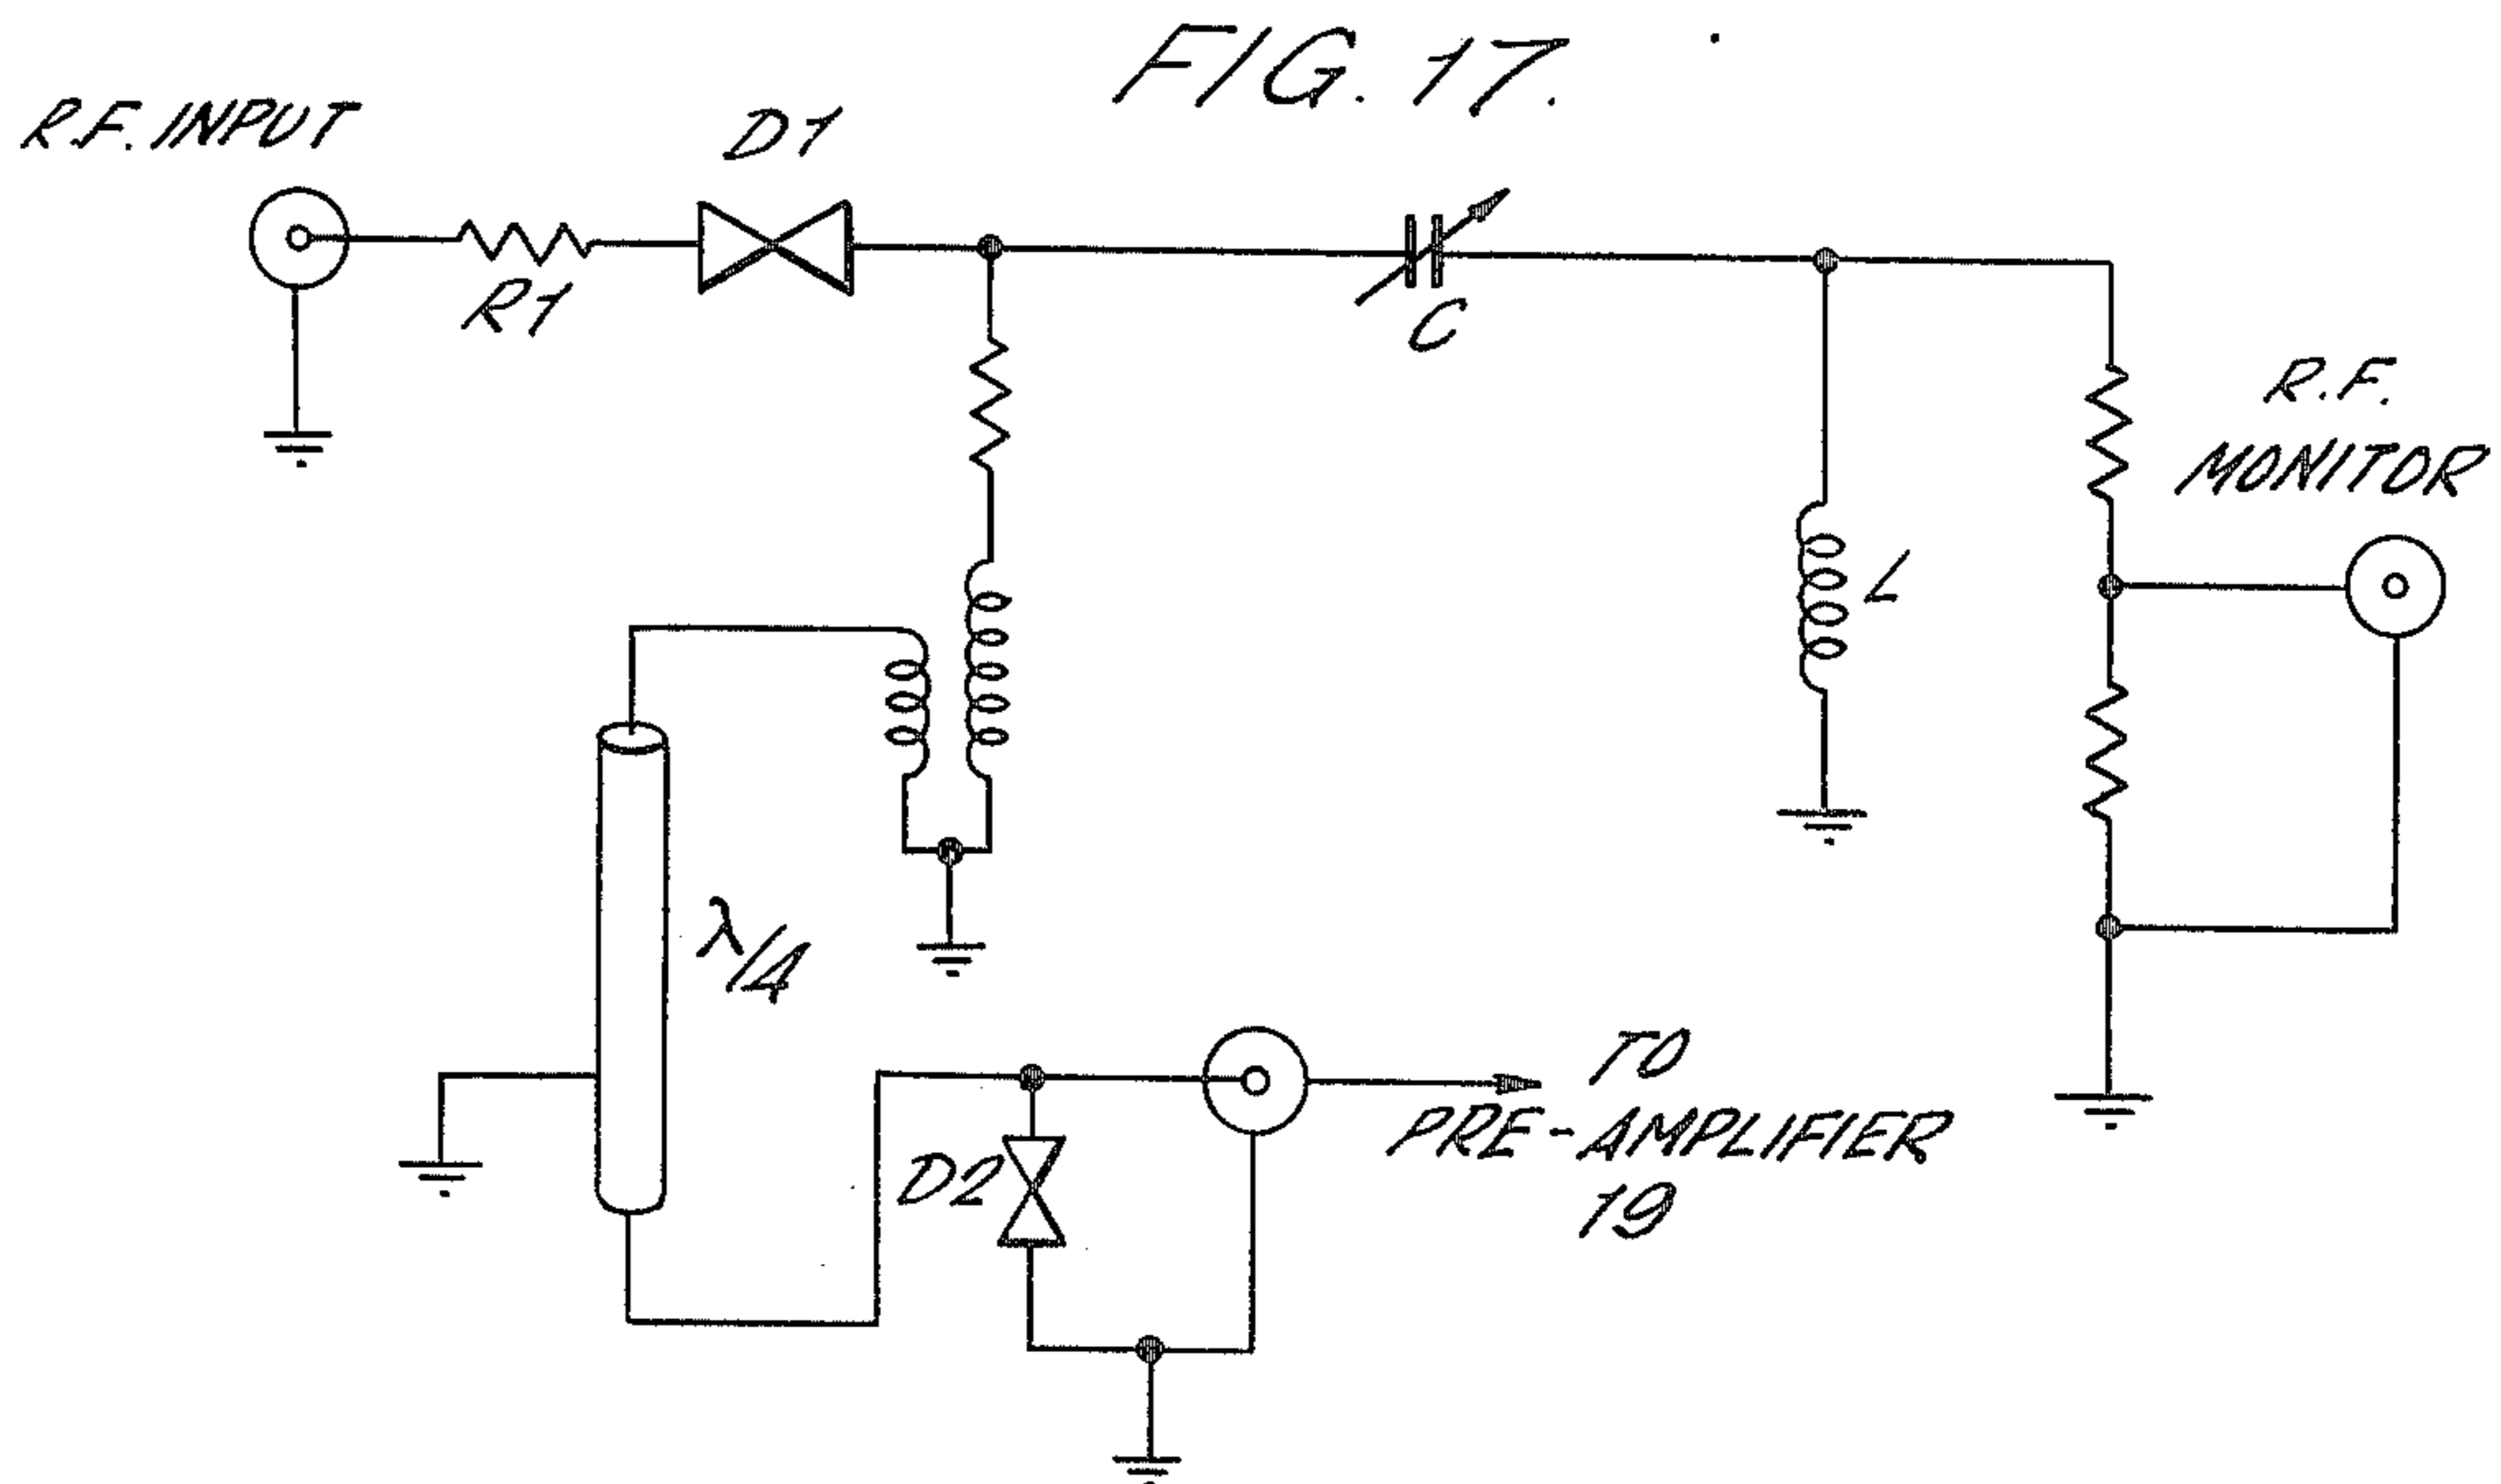 FIG. 17.
R.F. INPUT
D1
R1
C
R.F.
MONITOR
L
λ/4
TO
PRE-AMPLIFIER
19
D2